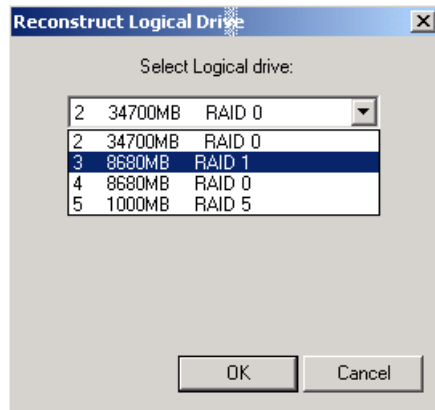 Reconstruct Logical Drive
Select Logical drive:
2 34700MB RAID 0
2 34700MB RAID 0
3 8680MB RAID 1
4 8680MB RAID 0
5 1000MB RAID 5
OK Cancel